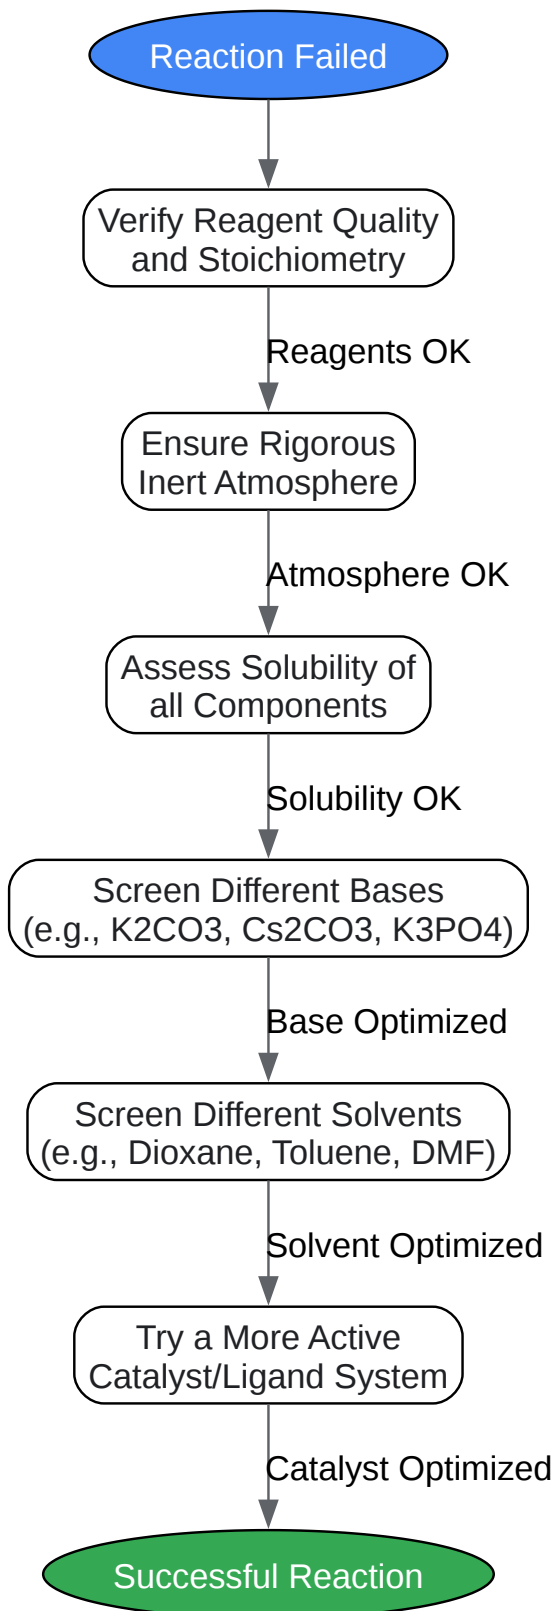 Reaction Failed
Verify Reagent Quality
and Stoichiometry
Reagents OK
Ensure Rigorous
Inert Atmosphere
Atmosphere OK
Assess Solubility of
all Components
Solubility OK
Screen Different Bases
(e.g., K2CO3, Cs2CO3, K3PO4)
Base Optimized
Screen Different Solvents
(e.g., Dioxane, Toluene, DMF)
Solvent Optimized
Try a More Active
Catalyst/Ligand System
Catalyst Optimized
Successful Reaction